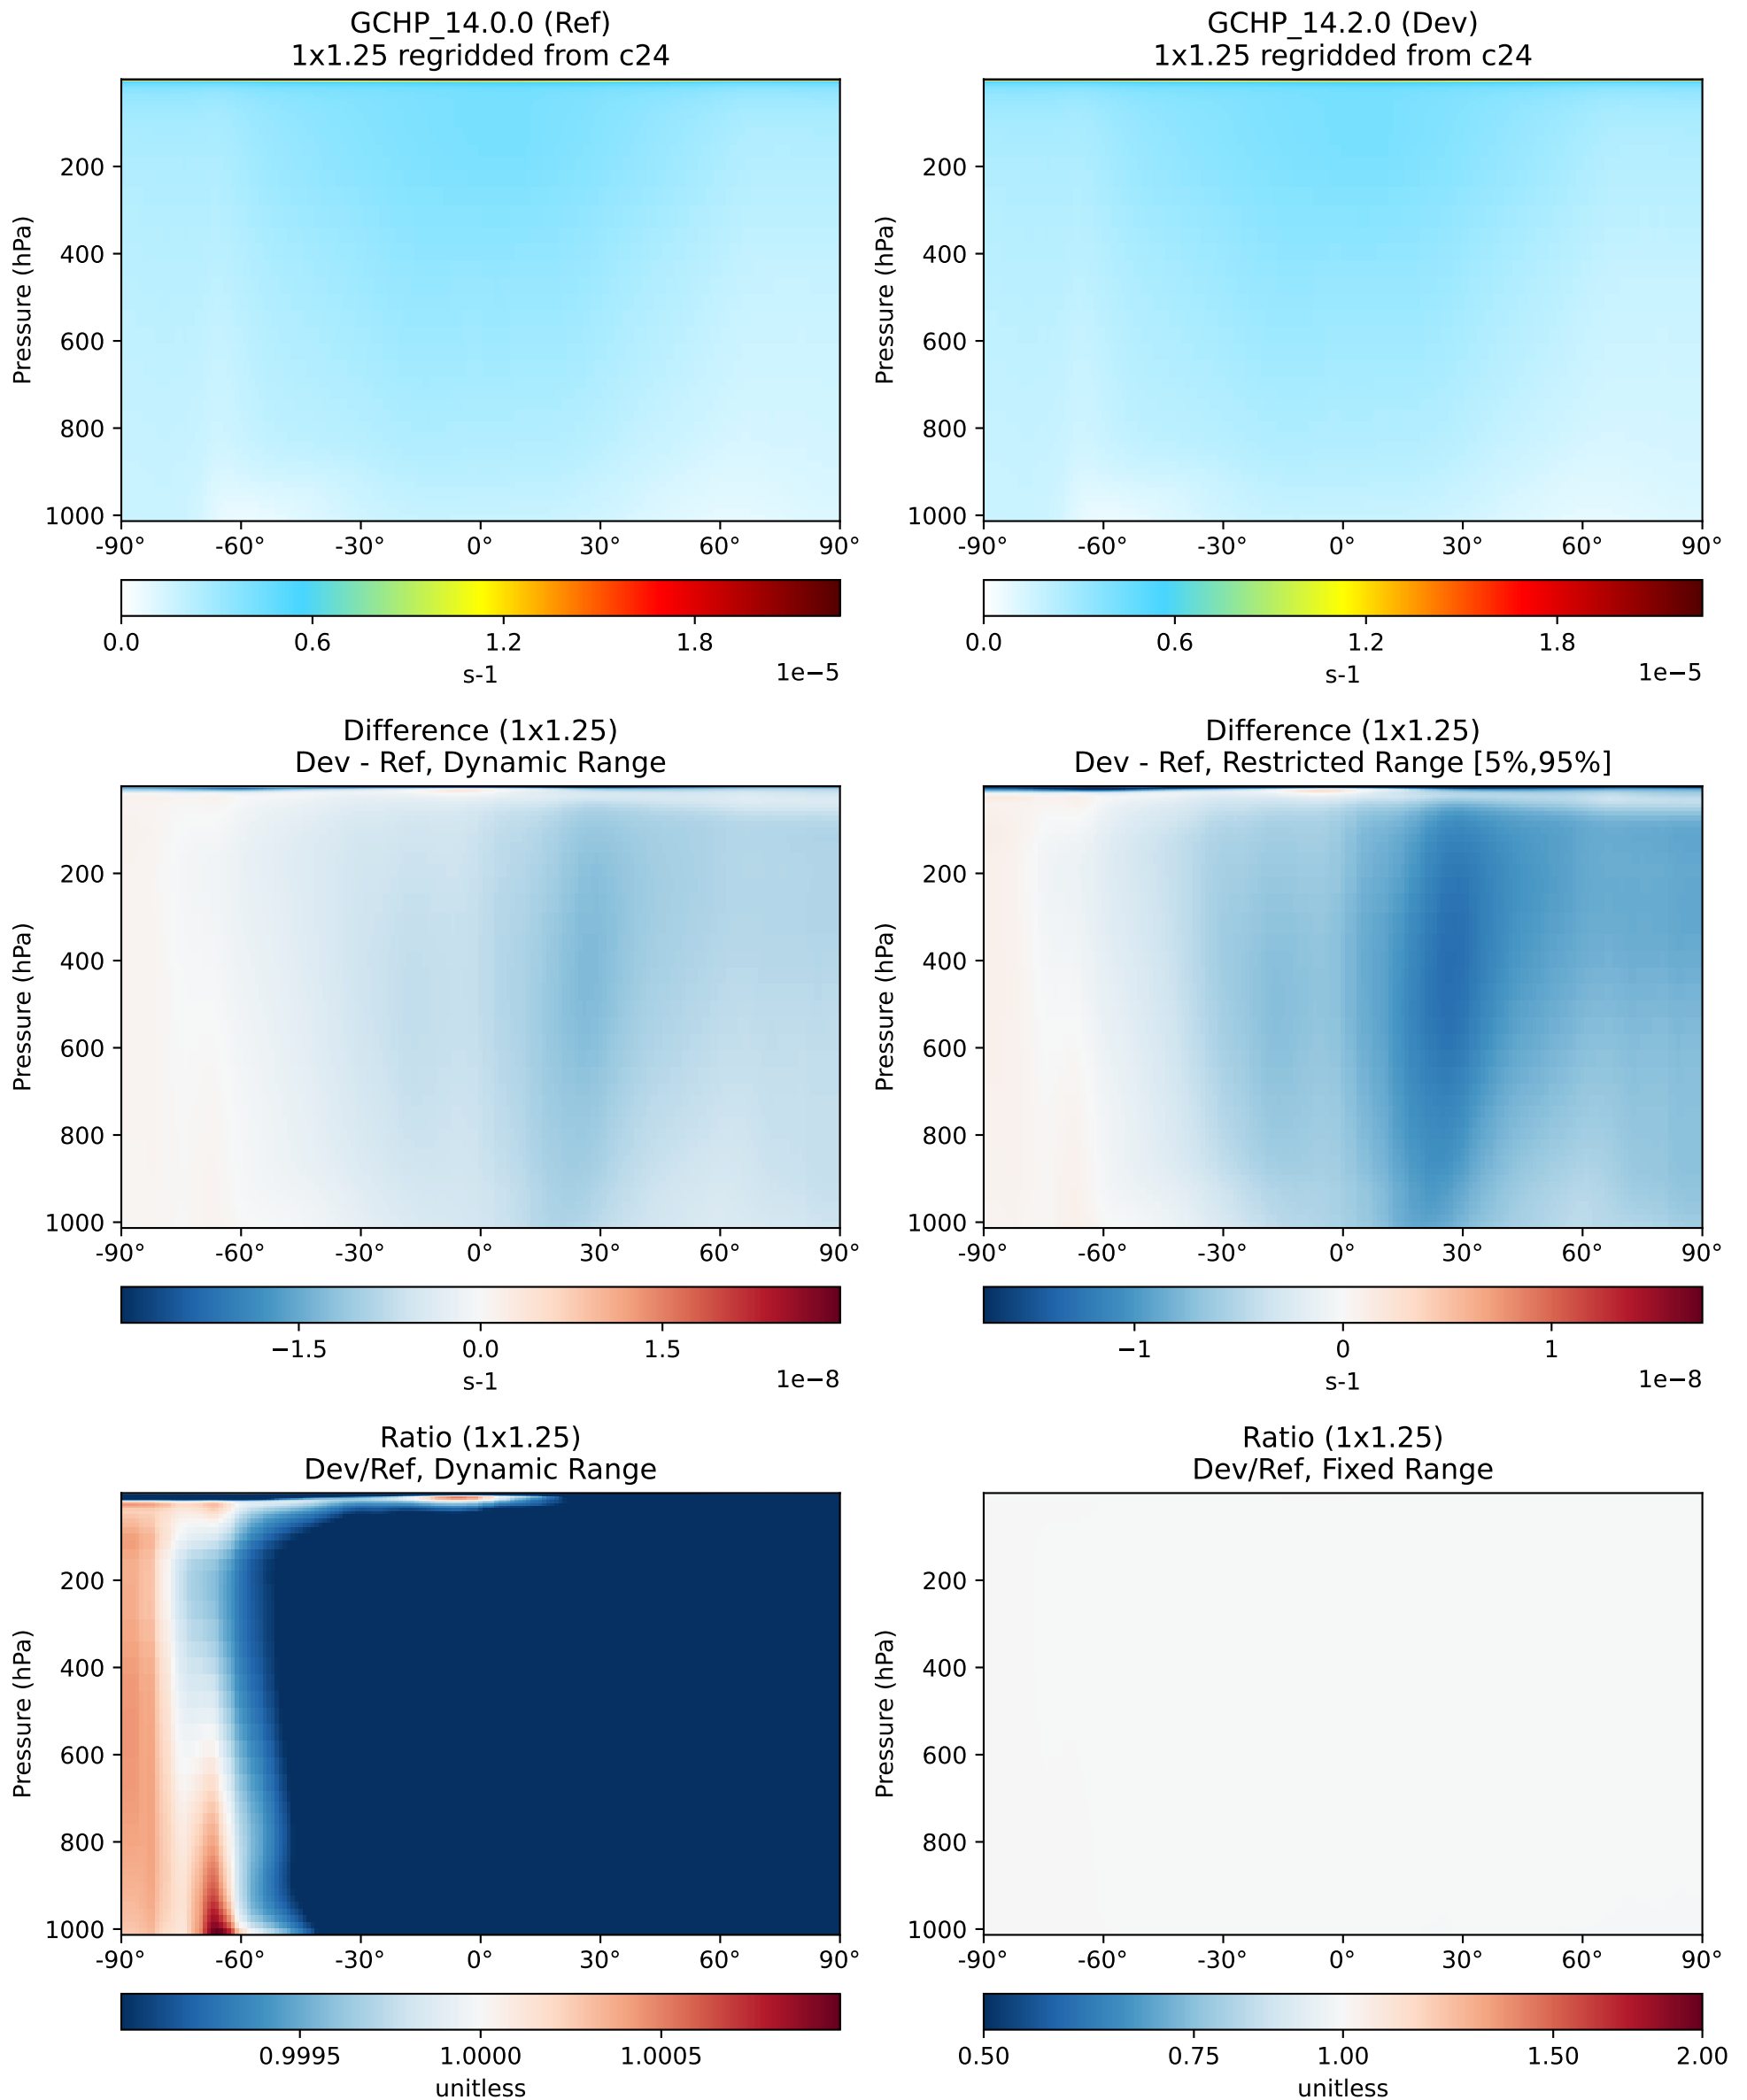 GCHP_14.0.0 (Ref)
1x1.25 regridded from c24
Pressure (hPa)
200
400
600
800
1000
-90° -60° -30° 0° 30° 60° 90°
0.0 0.6 1.2 1.8
s-1
1e−5
GCHP_14.2.0 (Dev)
1x1.25 regridded from c24
Pressure (hPa)
200
400
600
800
1000
-90° -60° -30° 0° 30° 60° 90°
0.0 0.6 1.2 1.8
s-1
1e−5
Difference (1x1.25)
Dev - Ref, Dynamic Range
Pressure (hPa)
200
400
600
800
1000
-90° -60° -30° 0° 30° 60° 90°
−1.5 0.0 1.5
s-1
1e−8
Difference (1x1.25)
Dev - Ref, Restricted Range [5%,95%]
Pressure (hPa)
200
400
600
800
1000
-90° -60° -30° 0° 30° 60° 90°
−1 0 1
s-1
1e−8
Ratio (1x1.25)
Dev/Ref, Dynamic Range
Pressure (hPa)
200
400
600
800
1000
-90° -60° -30° 0° 30° 60° 90°
0.9995 1.0000 1.0005
unitless
Ratio (1x1.25)
Dev/Ref, Fixed Range
Pressure (hPa)
200
400
600
800
1000
-90° -60° -30° 0° 30° 60° 90°
0.50 0.75 1.00 1.50 2.00
unitless